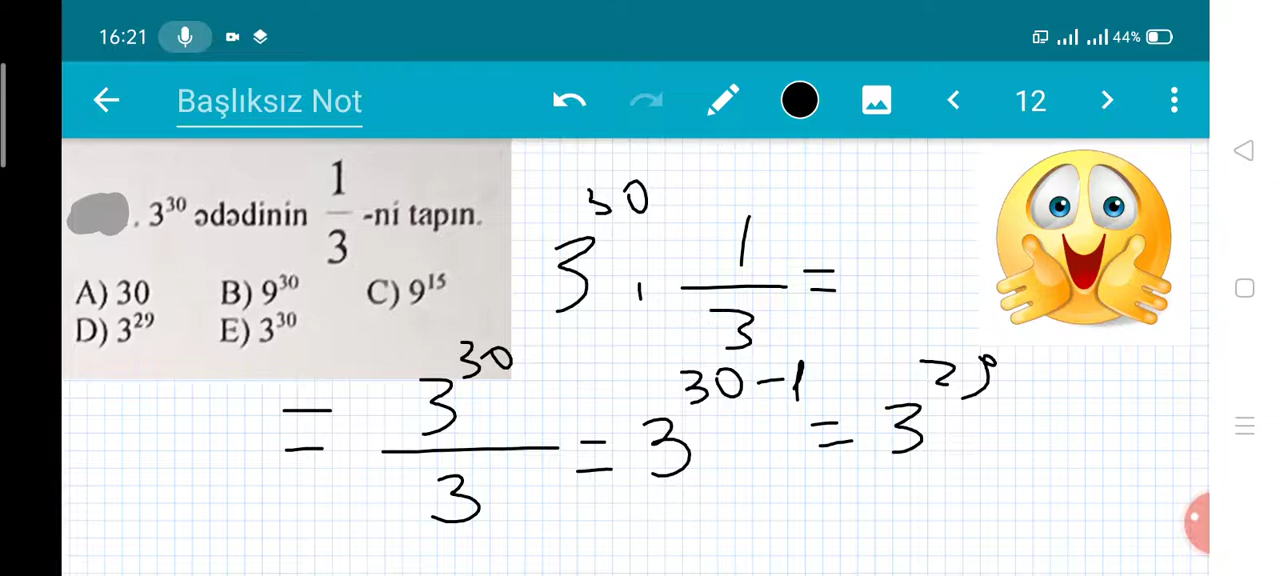 16:21 44%
Başlıksız Not 12
. 3³⁰ ədədinin 1/3 -ni tapın.
A) 30 B) 9³⁰ C) 9¹⁵
D) 3²⁹ E) 3³⁰
3³⁰ · 1/3 =
= 3³⁰/3 = 3³⁰⁻¹ = 3²⁹